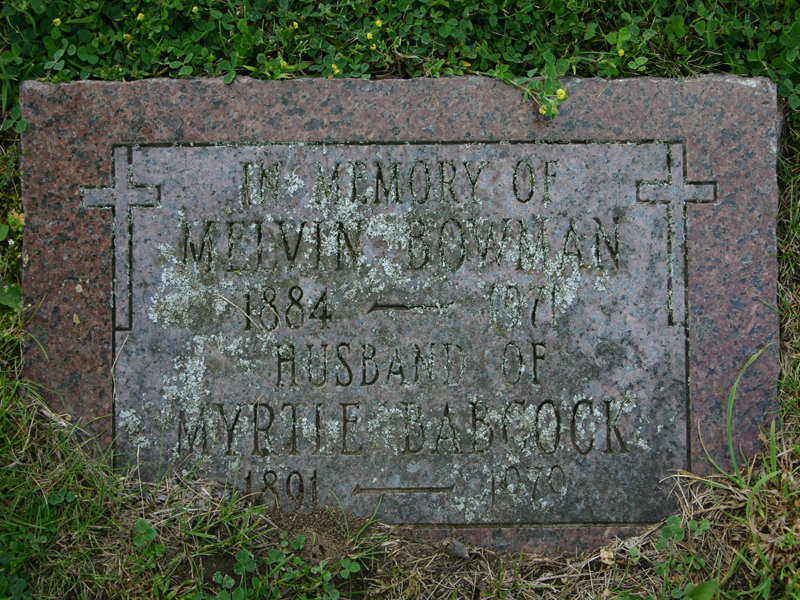 IN MEMORY OF
MELVIN BOWMAN
1884 — 1971
HUSBAND OF
MYRTLE BABCOCK
1891 — 1979